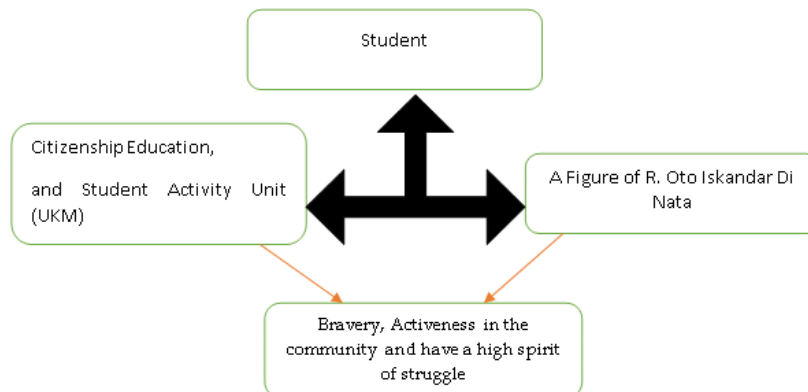 Student
Citizenship Education,
and Student Activity Unit
(UKM)
A Figure of R. Oto Iskandar Di
Nata
Bravery, Activeness in the
community and have a high spirit
of struggle